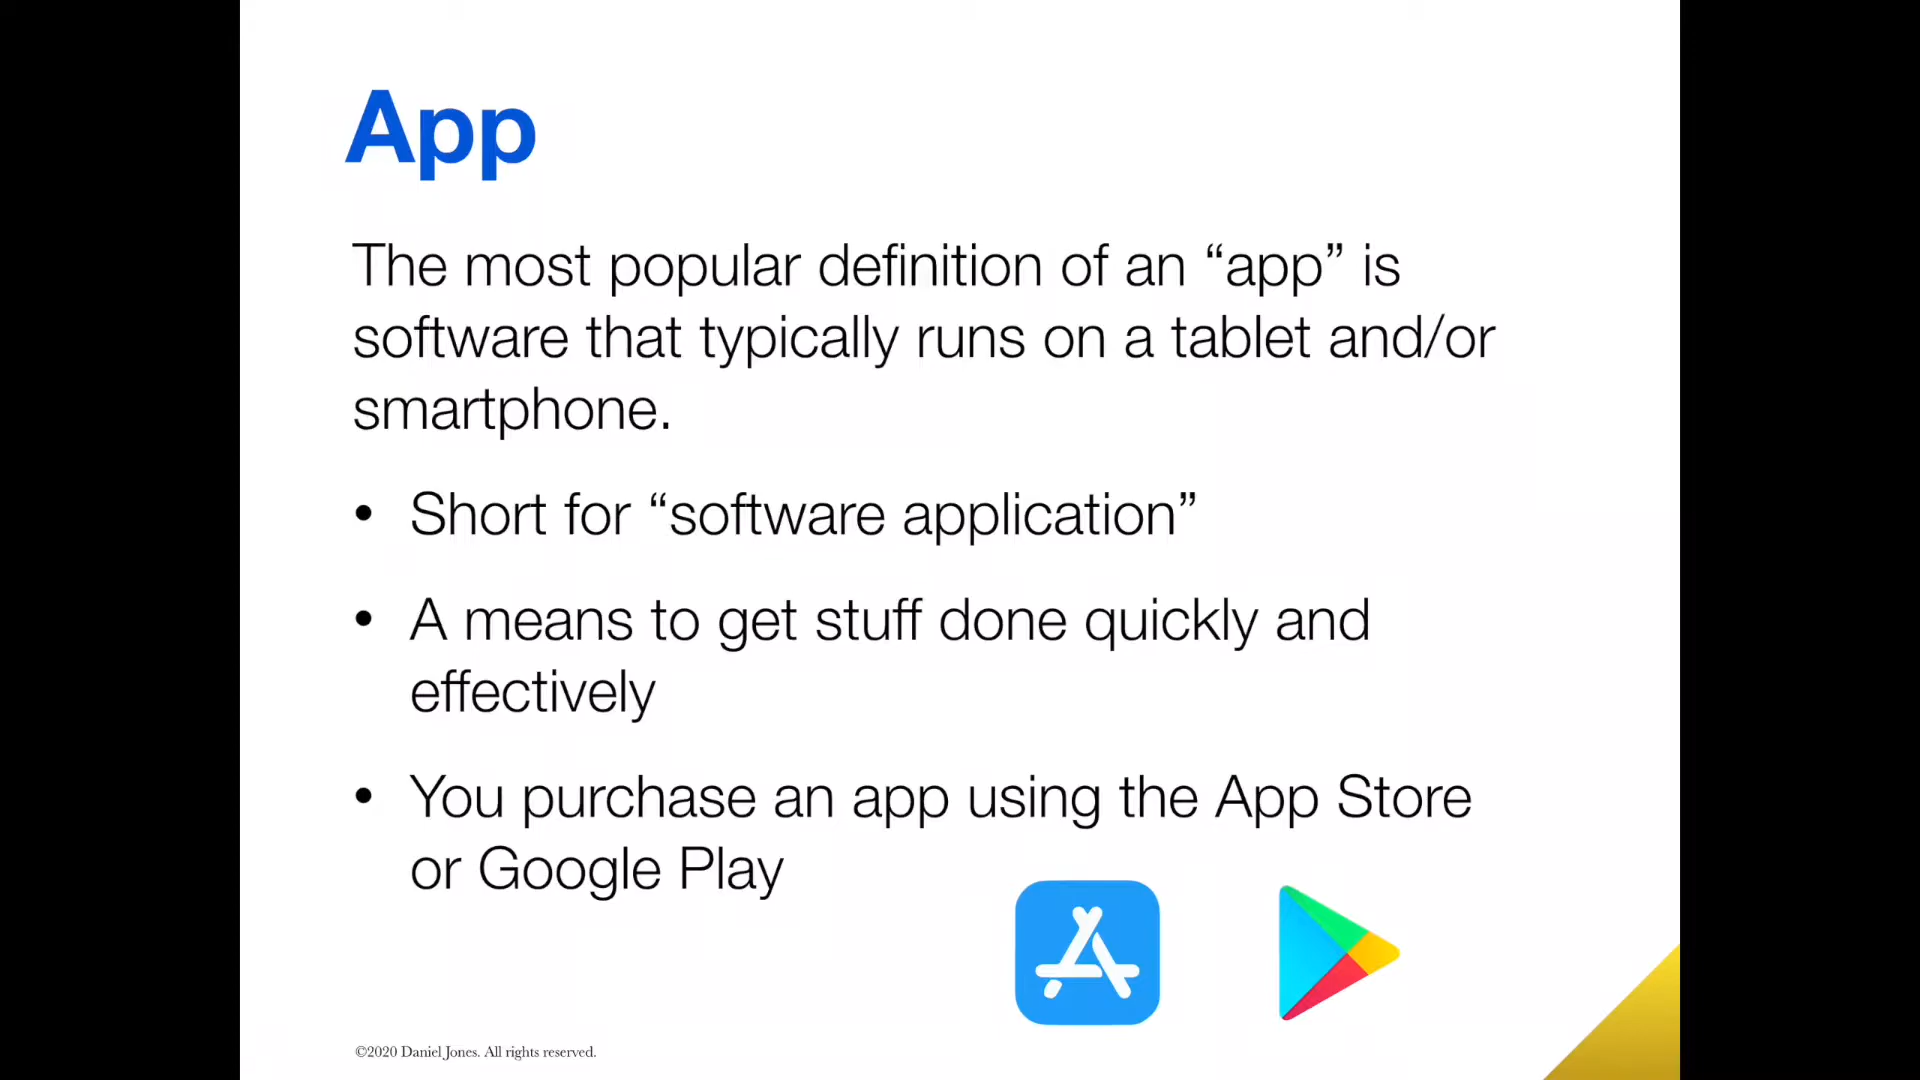 App
The most popular definition of an “app” is
software that typically runs on a tablet and/or
smartphone.
• Short for “software application”
• A means to get stuff done quickly and
effectively
• You purchase an app using the App Store
or Google Play
©2020 Daniel Jones. All rights reserved.